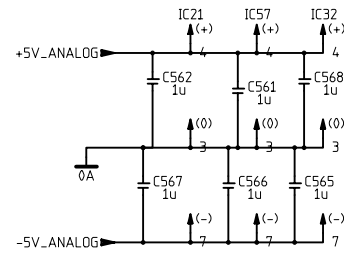 IC21 IC57 IC32
(+) (+) (+)
+5V_ANALOG 4 4 4
C562 C561 C568
1u 1u 1u
(0) (0) (0)
3 3 3
0A
C567 C566 C565
1u 1u 1u
(-) (-) (-)
-5V_ANALOG 7 7 7